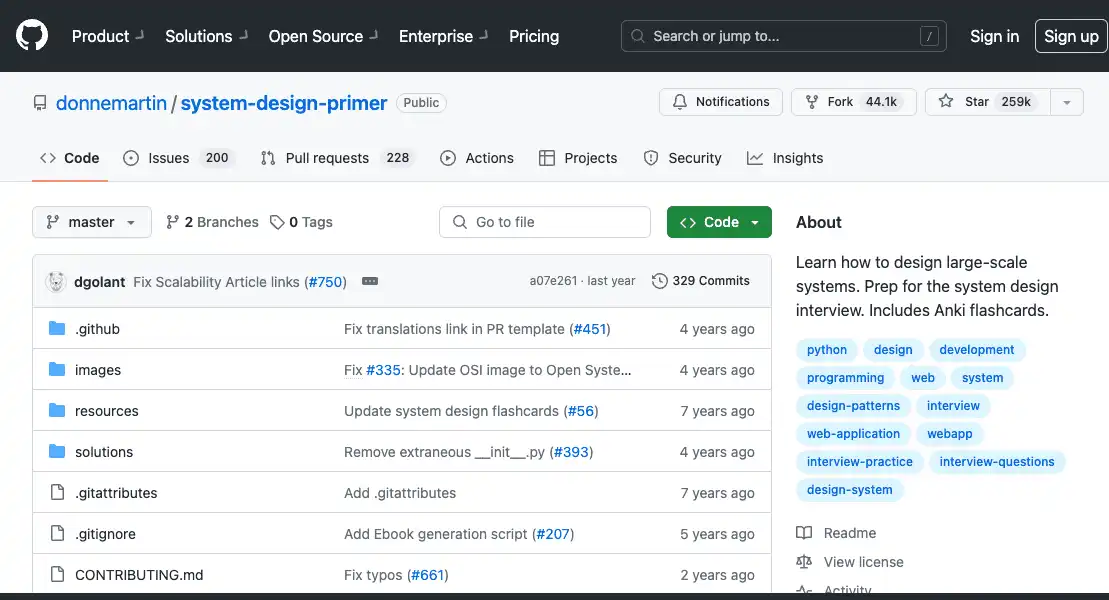 Product Solutions Open Source Enterprise Pricing Search or jump to... / Sign in Sign up
donnemartin / system-design-primer Public Notifications Fork 44.1k Star 259k
Code Issues 200 Pull requests 228 Actions Projects Security Insights
master 2 Branches 0 Tags Go to file Code
dgolant Fix Scalability Article links (#750) a07e261 · last year 329 Commits
.github Fix translations link in PR template (#451) 4 years ago
images Fix #335: Update OSI image to Open Syste... 4 years ago
resources Update system design flashcards (#56) 7 years ago
solutions Remove extraneous __init__.py (#393) 4 years ago
.gitattributes Add .gitattributes 7 years ago
.gitignore Add Ebook generation script (#207) 5 years ago
CONTRIBUTING.md Fix typos (#661) 2 years ago
About
Learn how to design large-scale
systems. Prep for the system design
interview. Includes Anki flashcards.
python design development
programming web system
design-patterns interview
web-application webapp
interview-practice interview-questions
design-system
Readme
View license
Activity